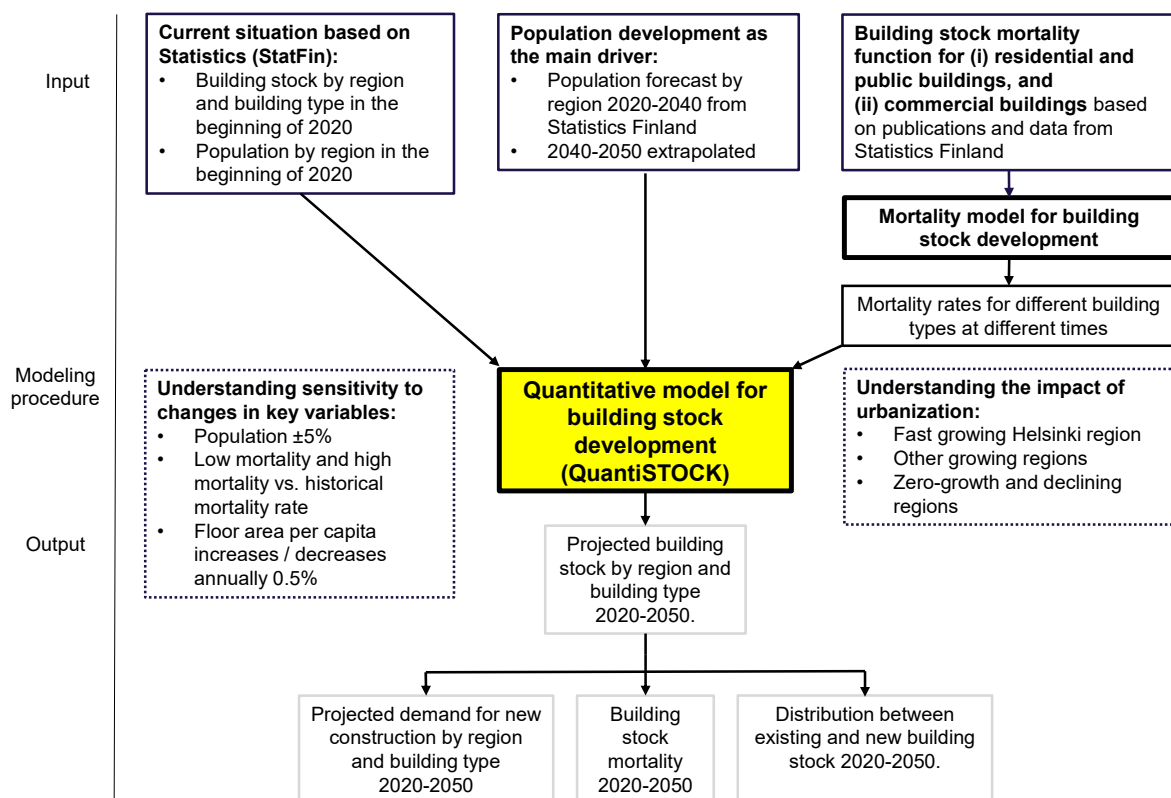 Input
Current situation based on
Statistics (StatFin):
• Building stock by region
and building type in the
beginning of 2020
• Population by region in the
beginning of 2020
Population development as
the main driver:
• Population forecast by
region 2020-2040 from
Statistics Finland
• 2040-2050 extrapolated
Building stock mortality
function for (i) residential and
public buildings, and
(ii) commercial buildings based
on publications and data from
Statistics Finland
Mortality model for building
stock development
Mortality rates for different building
types at different times
Modeling
procedure
Understanding sensitivity to
changes in key variables:
• Population ±5%
• Low mortality and high
mortality vs. historical
mortality rate
• Floor area per capita
increases / decreases
annually 0.5%
Quantitative model for
building stock
development
(QuantiSTOCK)
Understanding the impact of
urbanization:
• Fast growing Helsinki region
• Other growing regions
• Zero-growth and declining
regions
Output
Projected building
stock by region and
building type
2020-2050.
Projected demand for new
construction by region
and building type
2020-2050
Building
stock
mortality
2020-2050
Distribution between
existing and new building
stock 2020-2050.